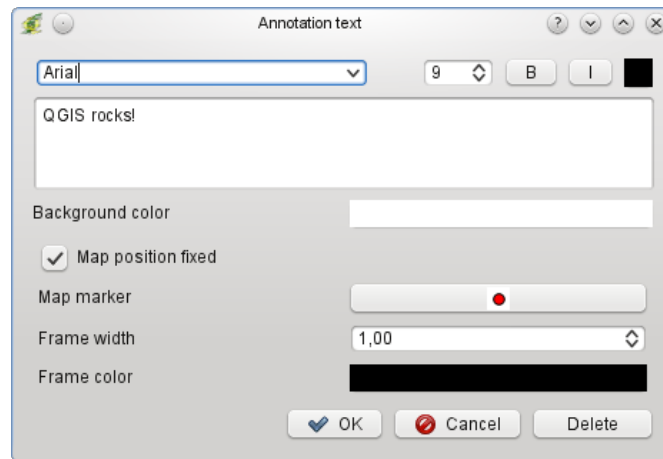 Annotation text
Arial 9 B I
QGIS rocks!
Background color
Map position fixed
Map marker
Frame width 1,00
Frame color
OK Cancel Delete